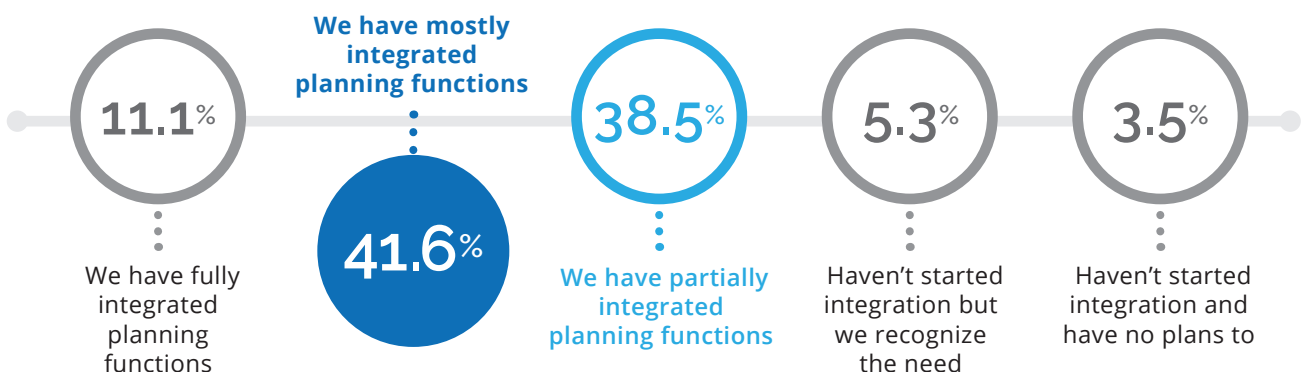 11.1%
We have fully
integrated
planning
functions
We have mostly
integrated
planning functions
41.6%
38.5%
We have partially
integrated
planning functions
5.3%
Haven’t started
integration but
we recognize
the need
3.5%
Haven’t started
integration and
have no plans to